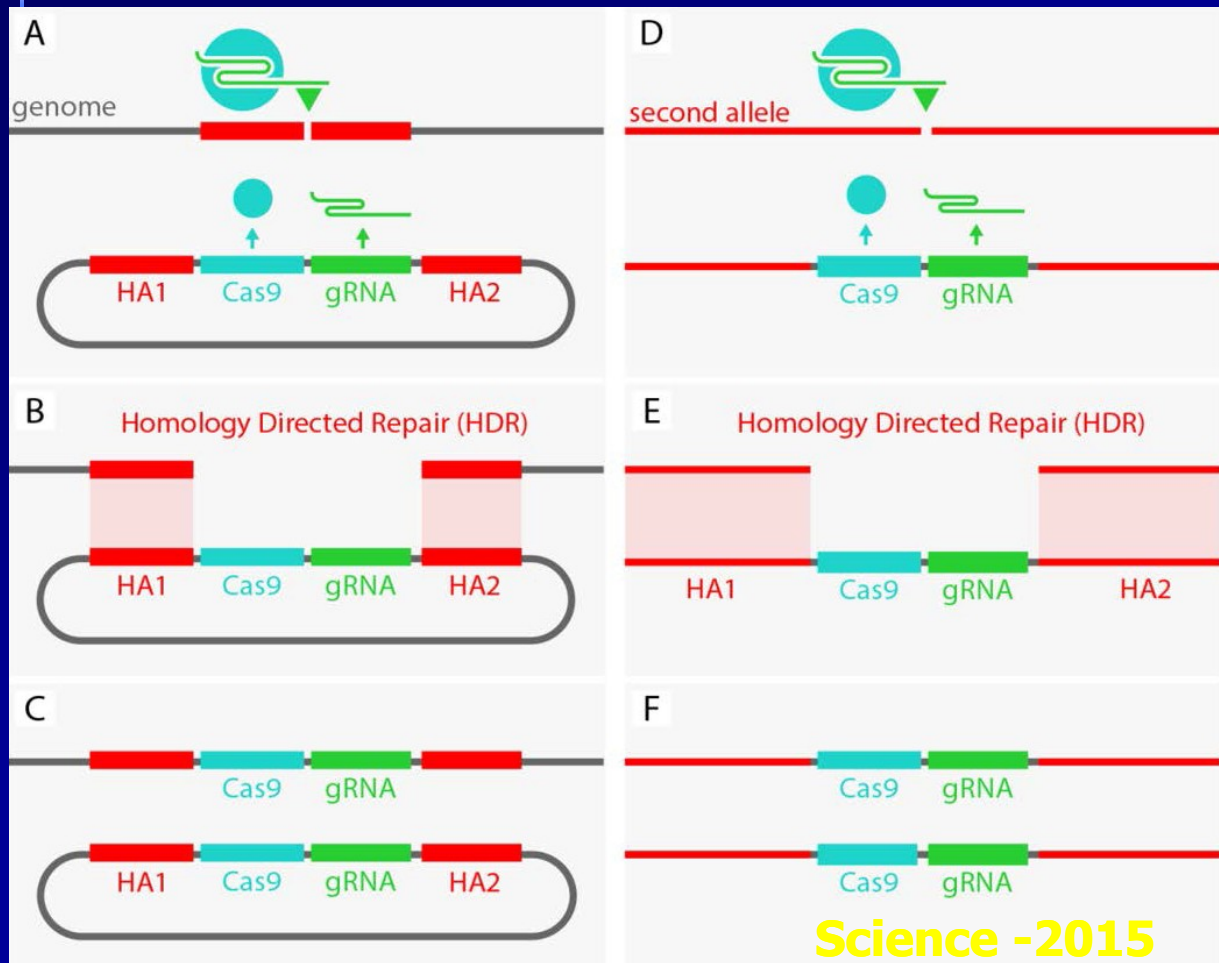 A
genome
HA1 Cas9 gRNA HA2
B
Homology Directed Repair (HDR)
HA1 Cas9 gRNA HA2
C
Cas9 gRNA
HA1 Cas9 gRNA HA2
D
second allele
Cas9 gRNA
E
Homology Directed Repair (HDR)
HA1 Cas9 gRNA HA2
F
Cas9 gRNA
Cas9 gRNA
Science -2015